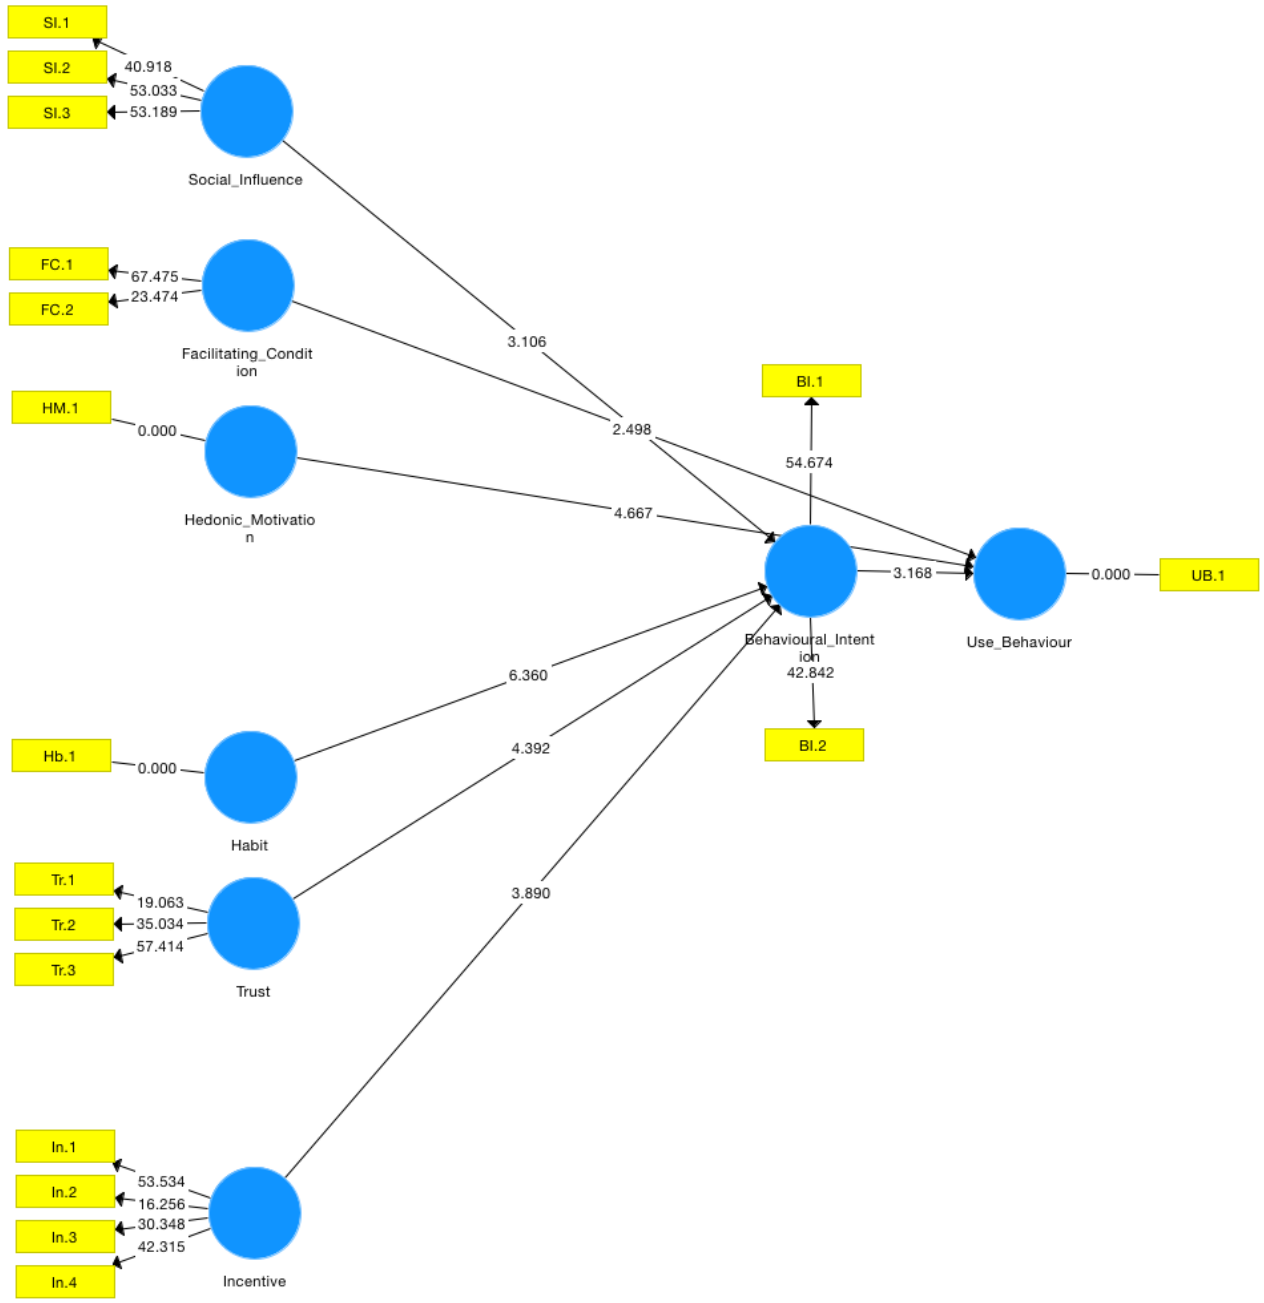 SI.1
40.918
SI.2
53.033
SI.3
53.189
Social_Influence
FC.1
67.475
FC.2
23.474
Facilitating_Condit
ion
3.106
BI.1
HM.1
0.000
2.498
54.674
Hedonic_Motivatio
n
4.667
3.168
0.000
UB.1
Behavioural_Intent
ion
Use_Behaviour
42.842
6.360
BI.2
Hb.1
0.000
4.392
Habit
Tr.1
19.063
Tr.2
35.034
Tr.3
57.414
Trust
3.890
In.1
53.534
In.2
16.256
In.3
30.348
In.4
42.315
Incentive